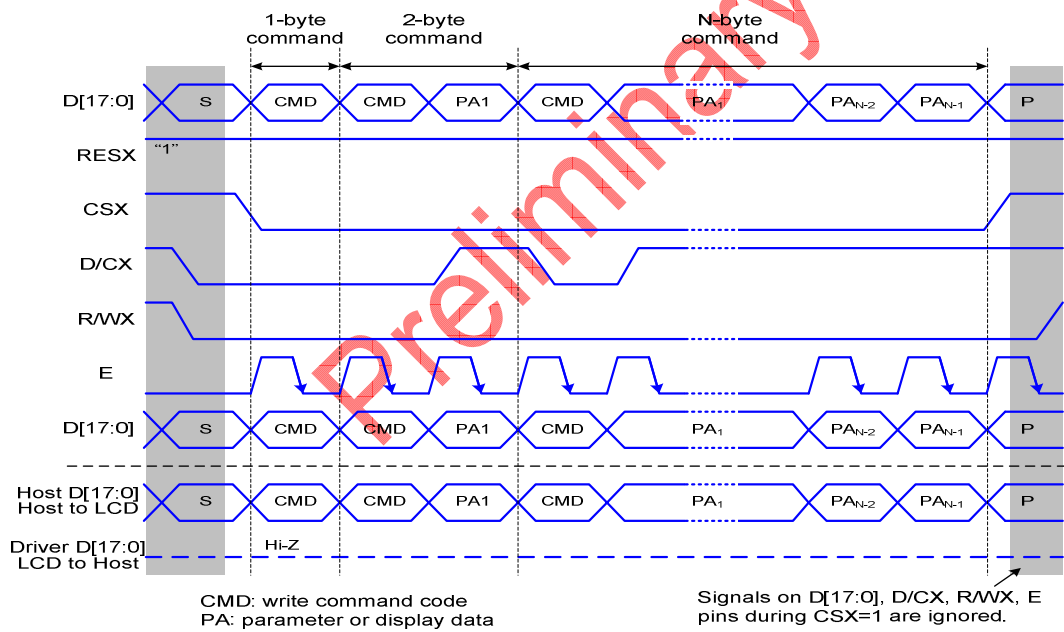 1-byte command
2-byte command
N-byte command
D[17:0] S CMD CMD PA1 CMD PA₁ PAN-2 PAN-1 P
RESX "1"
CSX
D/CX
R/WX
E
D[17:0] S CMD CMD PA1 CMD PA₁ PAN-2 PAN-1 P
Host D[17:0] Host to LCD S CMD CMD PA1 CMD PA₁ PAN-2 PAN-1 P
Driver D[17:0] LCD to Host Hi-Z
CMD: write command code
PA: parameter or display data
Signals on D[17:0], D/CX, R/WX, E
pins during CSX=1 are ignored.
Preliminary